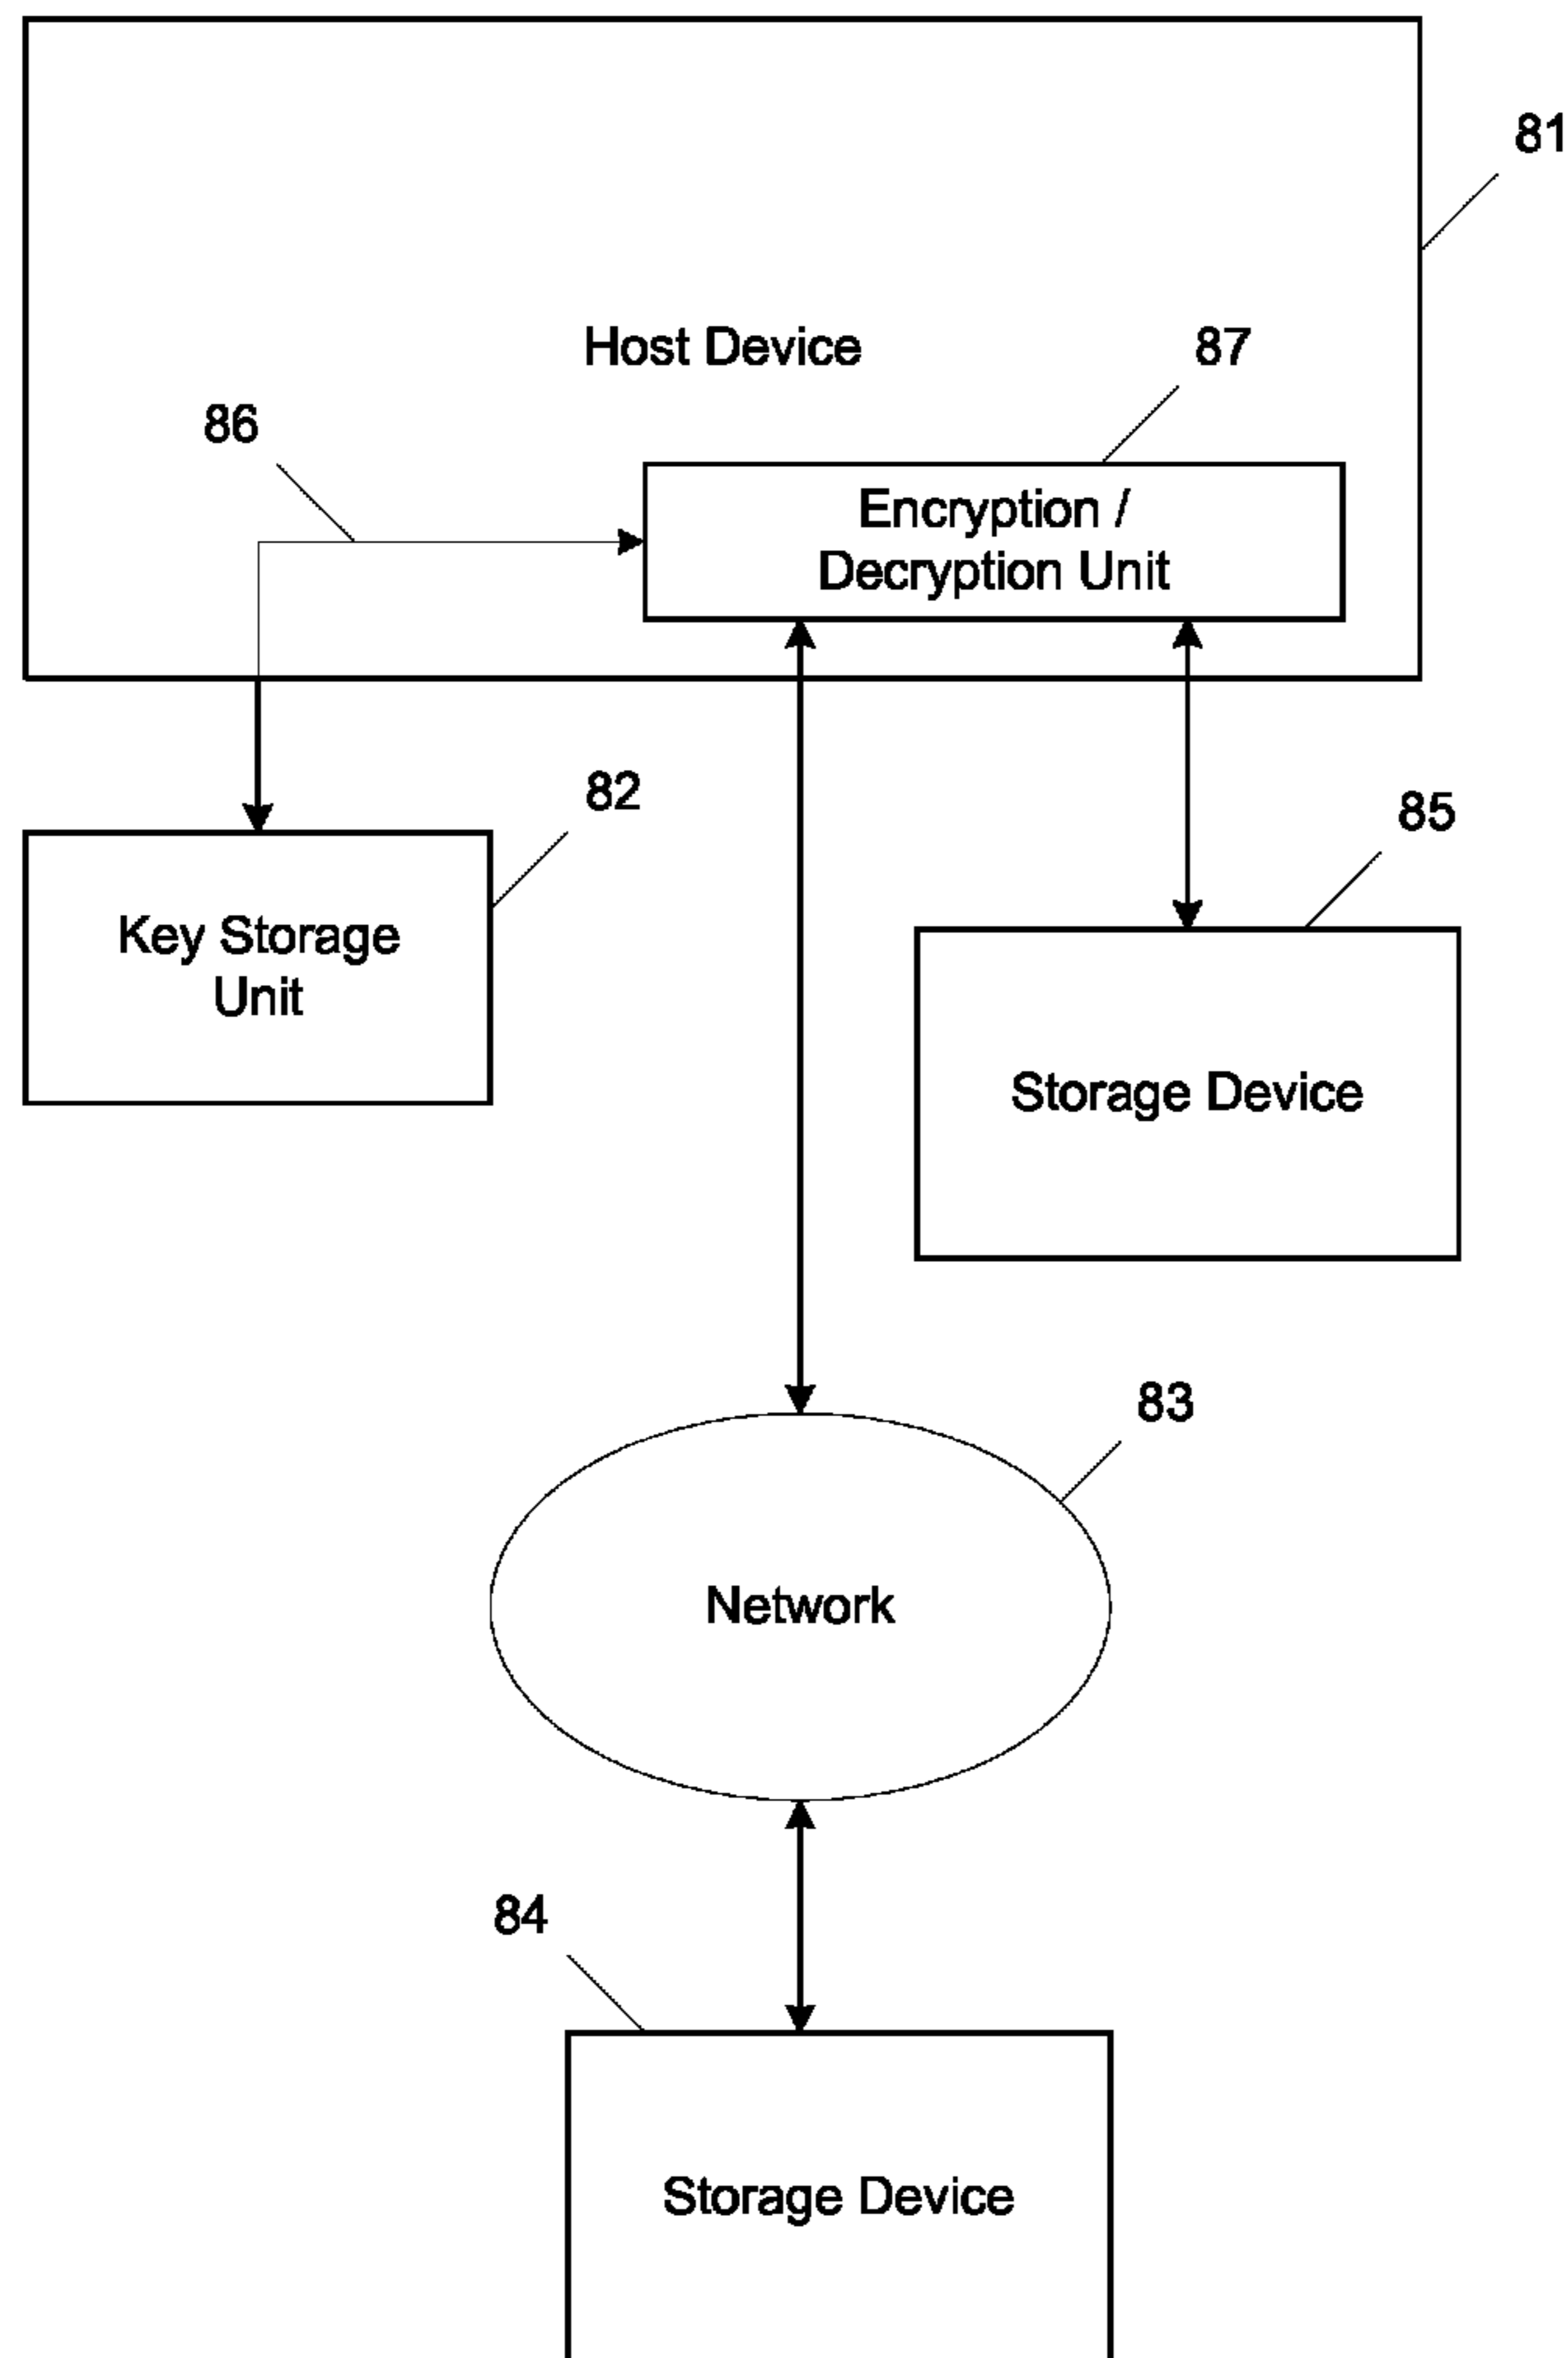 81
Host Device
87
86
Encryption /
Decryption Unit
82
85
Key Storage
Unit
Storage Device
83
Network
84
Storage Device